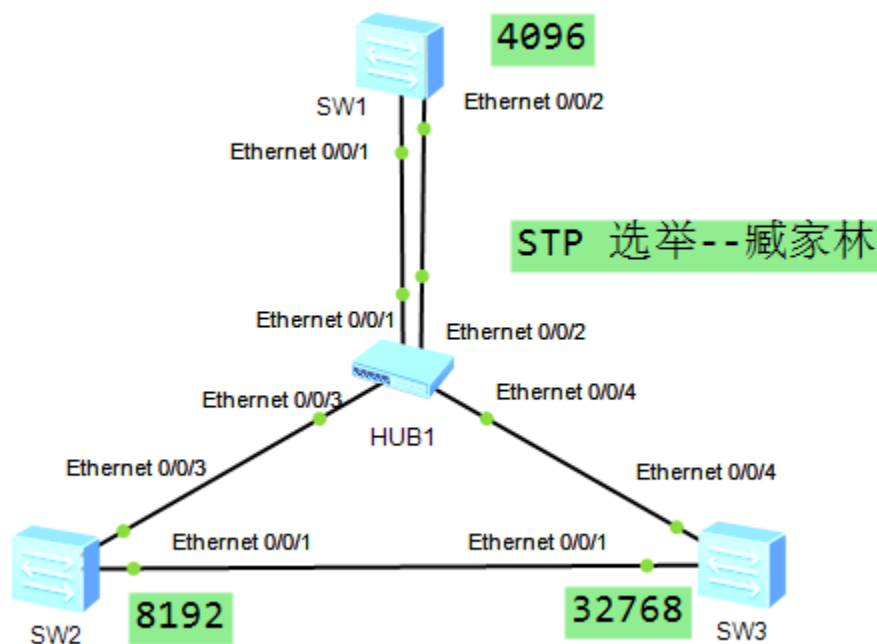 4096
SW1
Ethernet 0/0/2
Ethernet 0/0/1
STP 选举--臧家林
Ethernet 0/0/1
Ethernet 0/0/2
Ethernet 0/0/3
Ethernet 0/0/4
HUB1
Ethernet 0/0/3
Ethernet 0/0/4
Ethernet 0/0/1
Ethernet 0/0/1
8192
32768
SW2
SW3